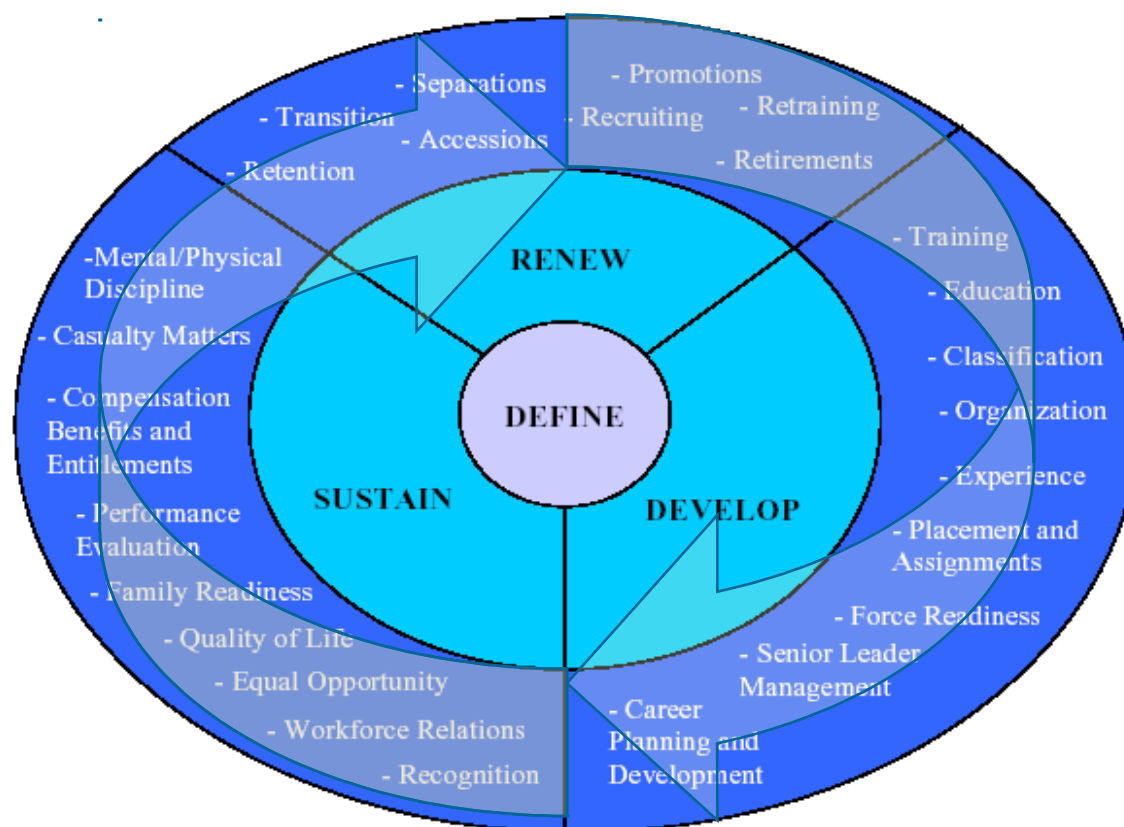 - Separations
- Transition
- Accessions
- Retention
- Promotions
- Retraining
- Recruiting
- Retirements
- Training
- Education
- Classification
- Organization
- Experience
- Placement and
Assignments
- Force Readiness
- Senior Leader
Management
- Career
Planning and
Development
-Mental/Physical
Discipline
- Casualty Matters
- Compensation
Benefits and
Entitlements
- Performance
Evaluation
- Family Readiness
- Quality of Life
- Equal Opportunity
- Workforce Relations
- Recognition
RENEW
DEFINE
SUSTAIN
DEVELOP